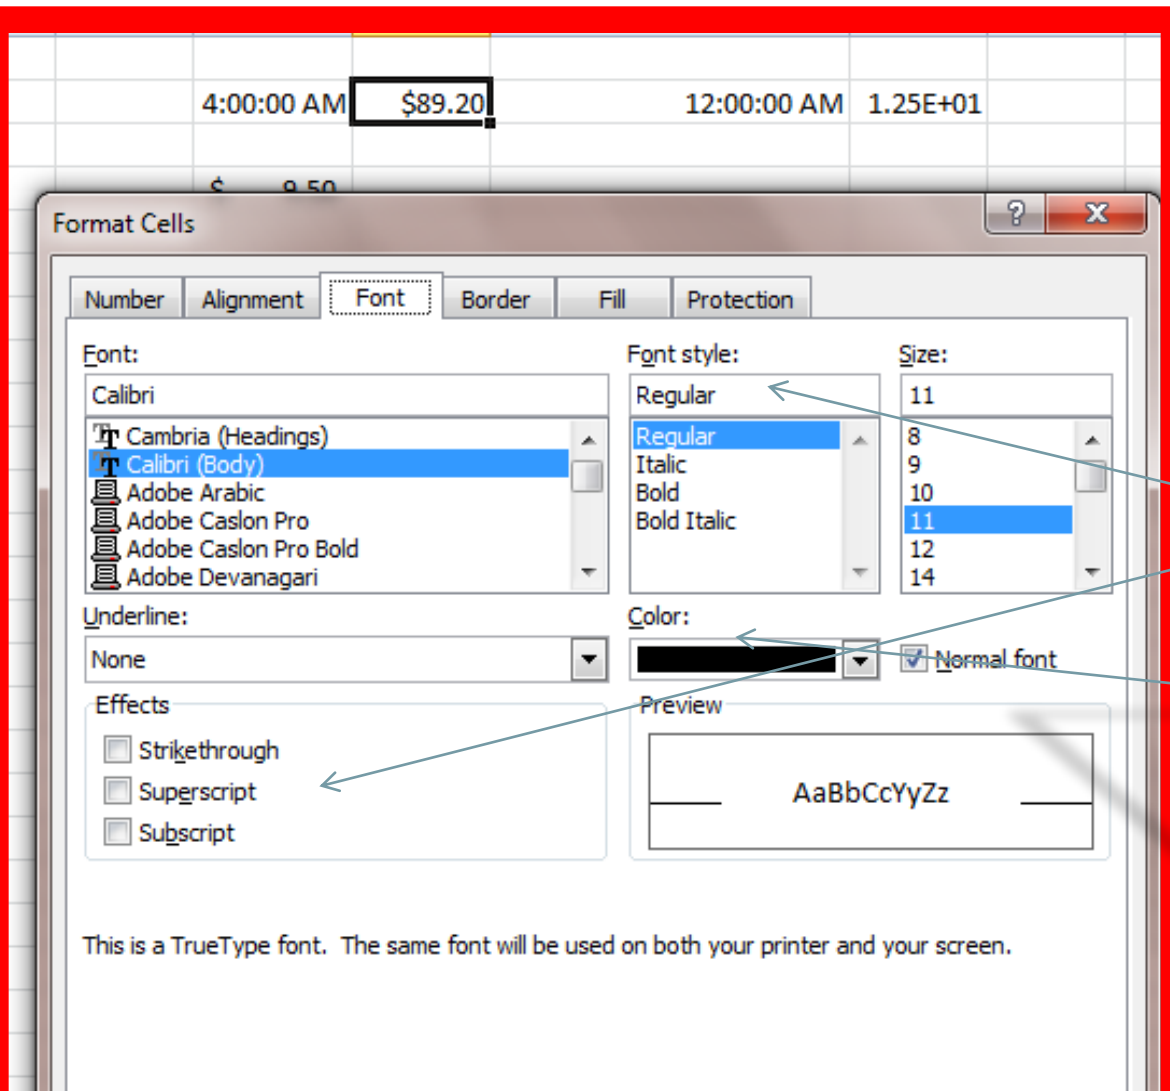 4:00:00 AM $89.20 12:00:00 AM 1.25E+01
$ 9.50
Format Cells
?
Number Alignment Font Border Fill Protection
Font: Font style: Size:
Calibri Regular 11
Cambria (Headings) Regular 8
Calibri (Body) Italic 9
Adobe Arabic Bold 10
Adobe Caslon Pro Bold Italic 11
Adobe Caslon Pro Bold 12
Adobe Devanagari 14
Underline: Color:
None Normal font
Effects Preview
Strikethrough
Superscript AaBbCcYyZz
Subscript
This is a TrueType font. The same font will be used on both your printer and your screen.